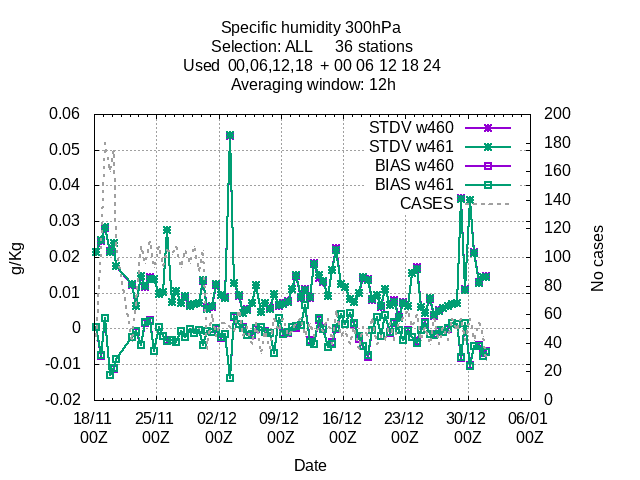 Specific humidity 300hPa
Selection: ALL 36 stations
Used 00,06,12,18 + 00 06 12 18 24
Averaging window: 12h
0.06
0.05
0.04
0.03
0.02
0.01
0
-0.01
-0.02
g/Kg
STDV w460
STDV w461
BIAS w460
BIAS w461
CASES
200
180
160
140
120
100
80
60
40
20
0
No cases
18/11 25/11 02/12 09/12 16/12 23/12 30/12 06/01
00Z 00Z 00Z 00Z 00Z 00Z 00Z 00Z
Date